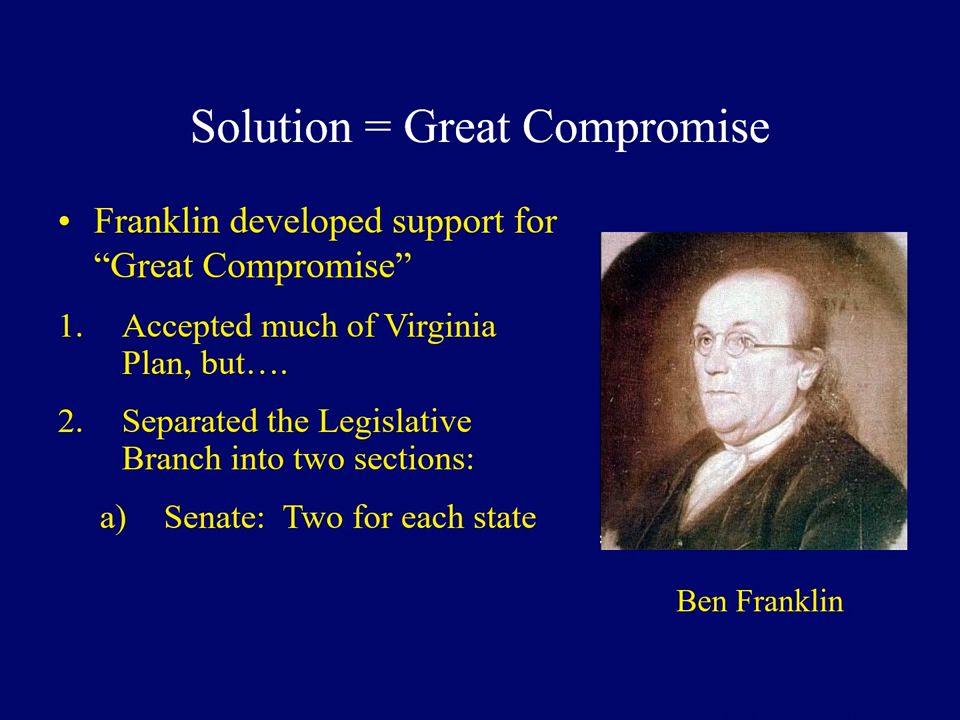 Solution = Great Compromise
• Franklin developed support for
“Great Compromise”
1. Accepted much of Virginia
Plan, but….
2. Separated the Legislative
Branch into two sections:
a) Senate: Two for each state
Ben Franklin